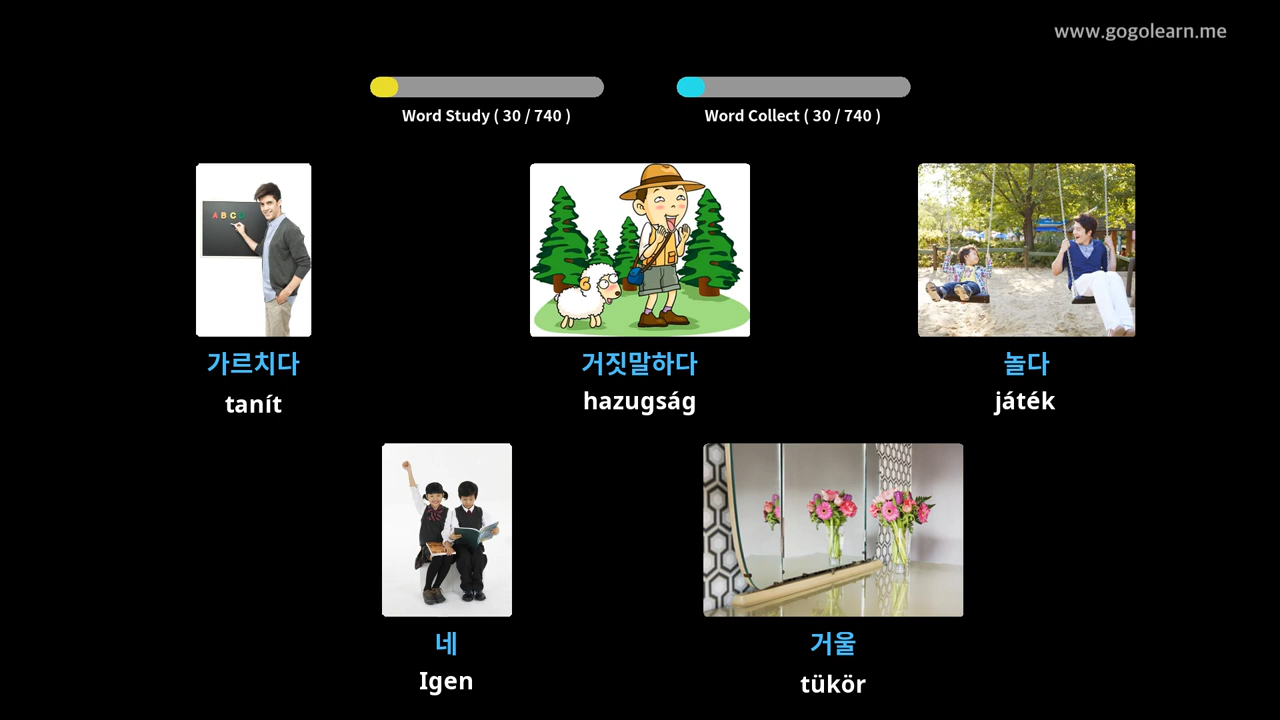 www.gogolearn.me
Word Study ( 30 / 740 )
Word Collect ( 30 / 740 )
A B C D
가르치다
tanít
거짓말하다
hazugság
놀다
játék
네
Igen
거울
tükör